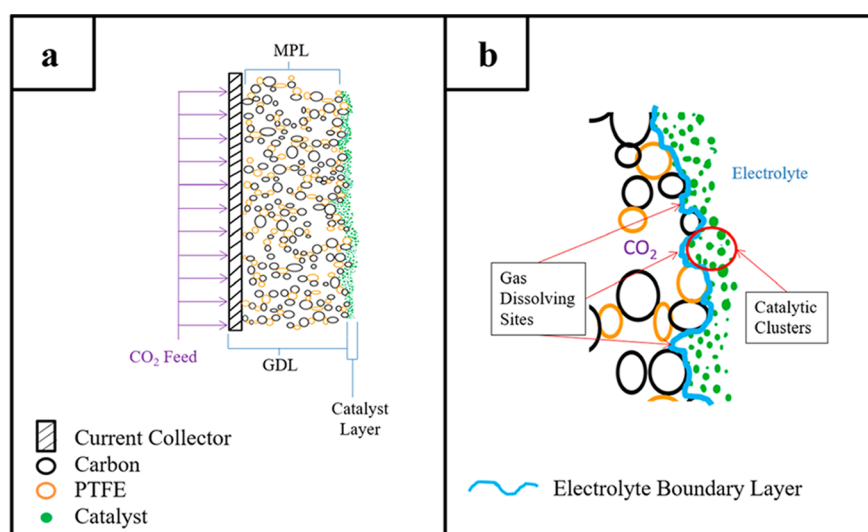 a
MPL
CO2 Feed
GDL
Catalyst
Layer
Current Collector
Carbon
PTFE
Catalyst
b
Electrolyte
CO2
Gas
Dissolving
Sites
Catalytic
Clusters
Electrolyte Boundary Layer